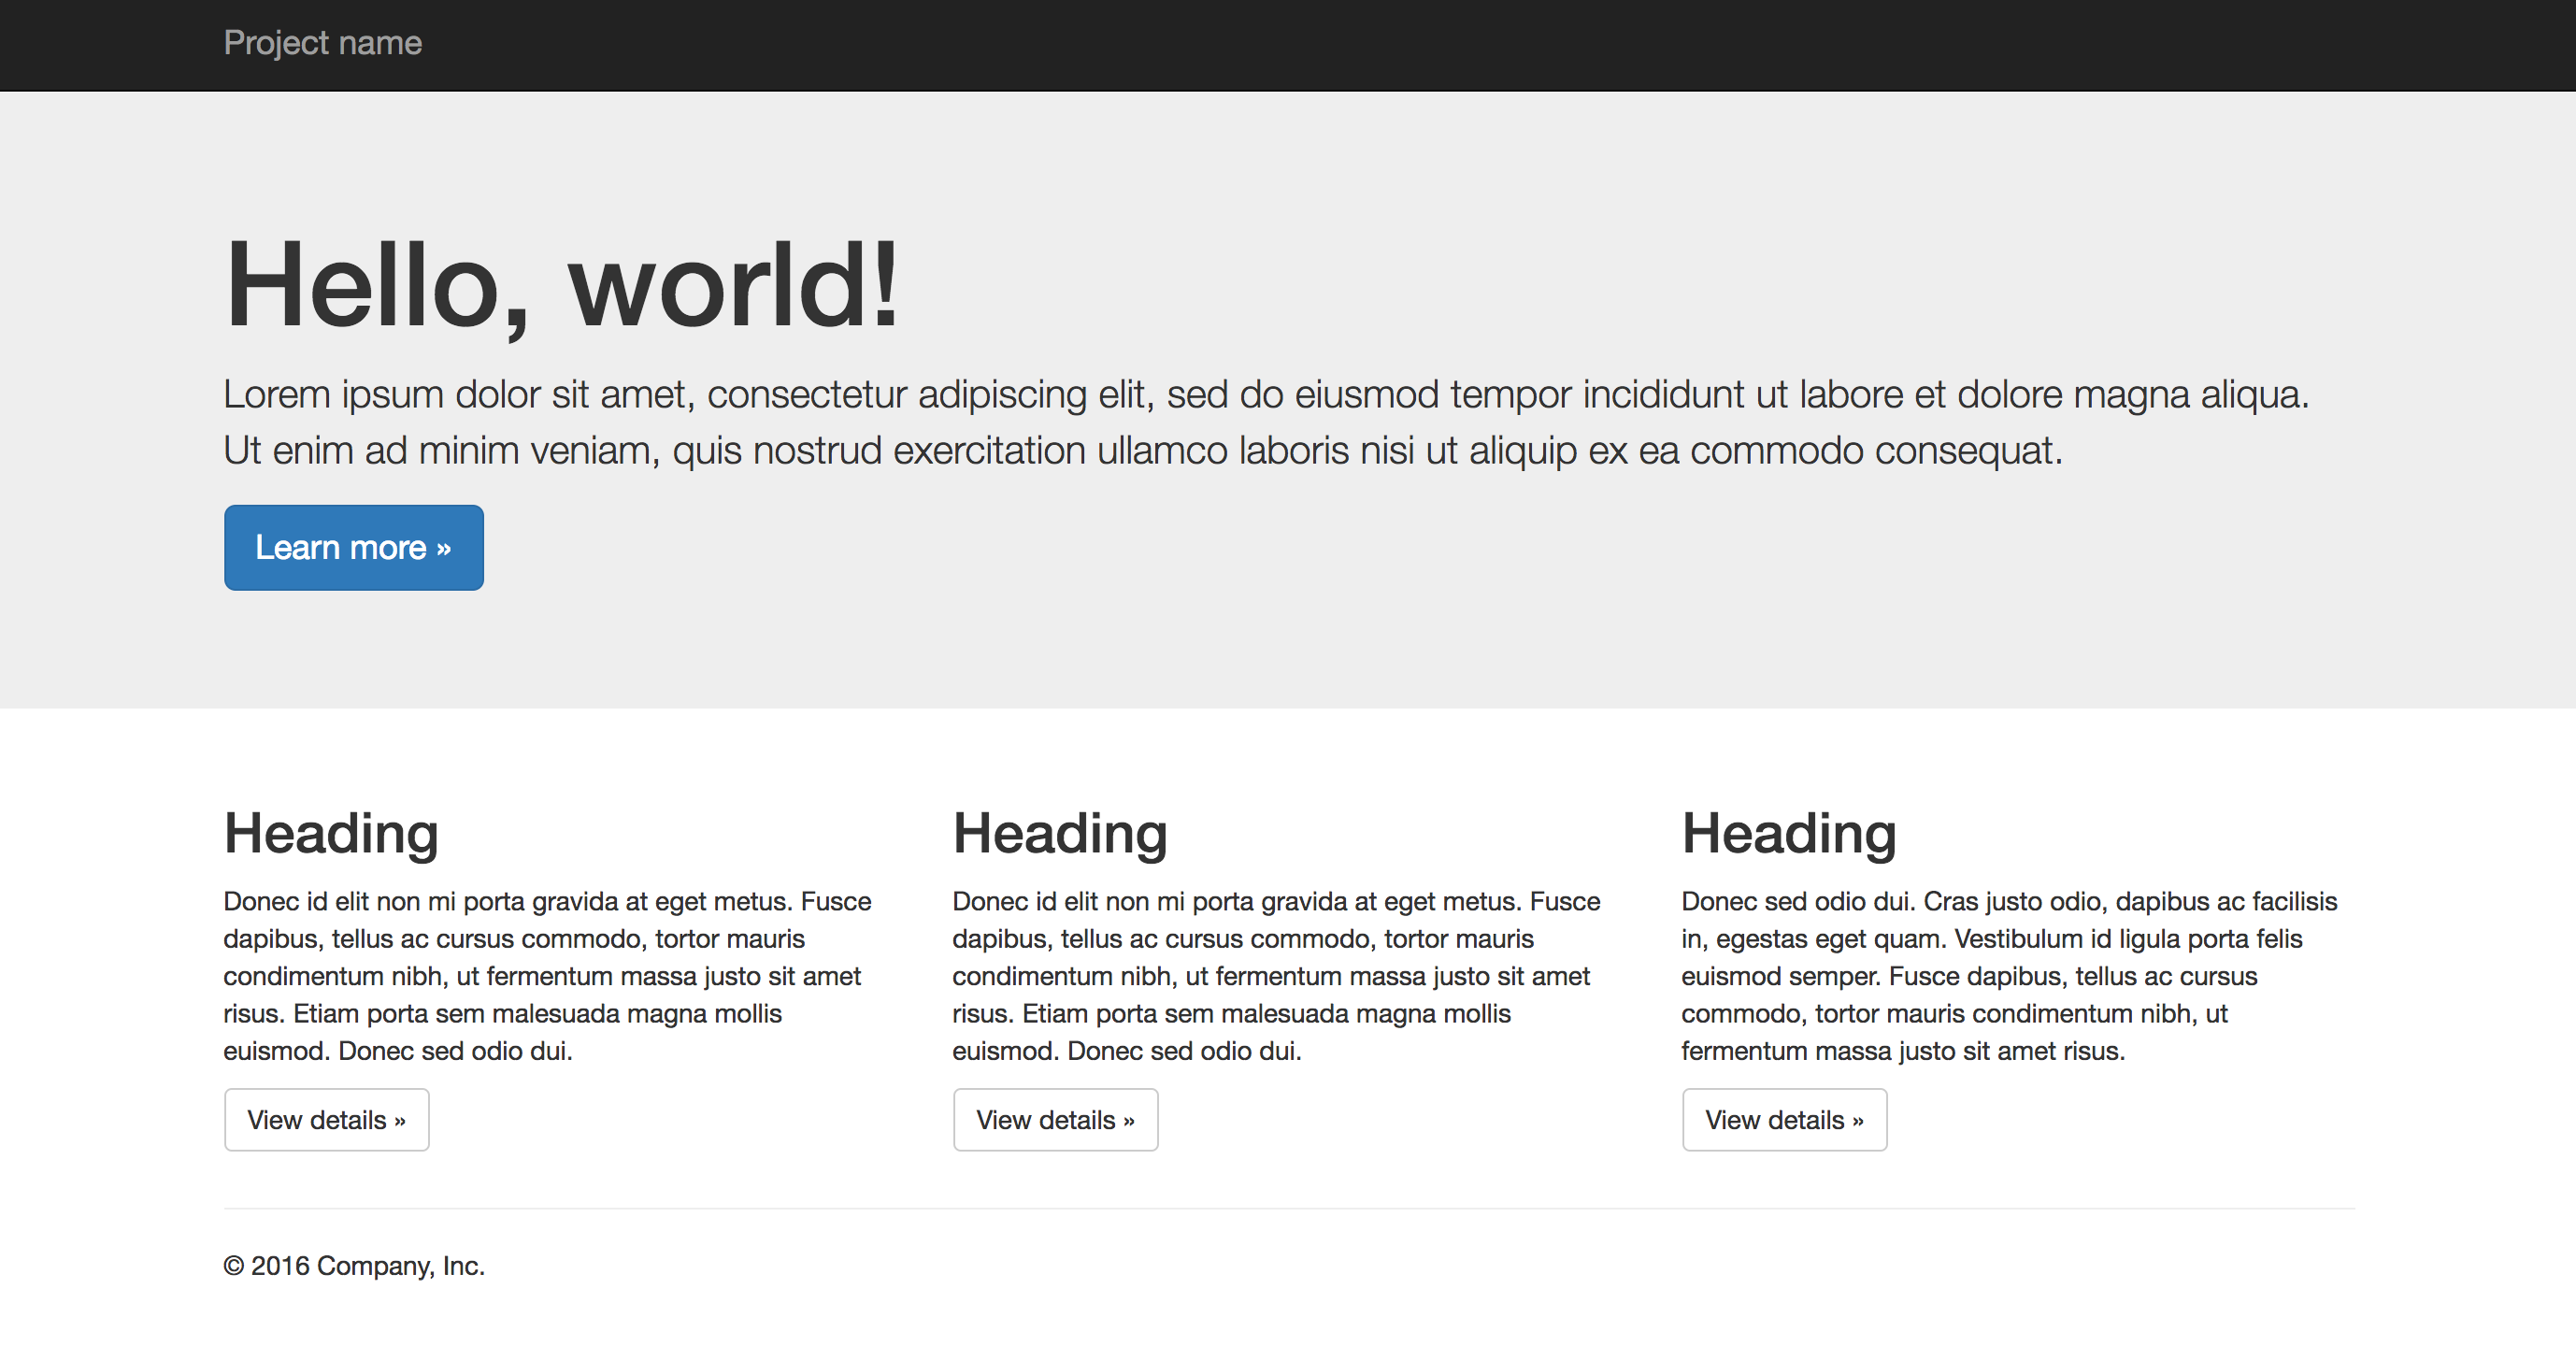 Project name
Hello, world!
Lorem ipsum dolor sit amet, consectetur adipiscing elit, sed do eiusmod tempor incididunt ut labore et dolore magna aliqua.
Ut enim ad minim veniam, quis nostrud exercitation ullamco laboris nisi ut aliquip ex ea commodo consequat.
Learn more »
Heading
Donec id elit non mi porta gravida at eget metus. Fusce
dapibus, tellus ac cursus commodo, tortor mauris
condimentum nibh, ut fermentum massa justo sit amet
risus. Etiam porta sem malesuada magna mollis
euismod. Donec sed odio dui.
View details »
Heading
Donec id elit non mi porta gravida at eget metus. Fusce
dapibus, tellus ac cursus commodo, tortor mauris
condimentum nibh, ut fermentum massa justo sit amet
risus. Etiam porta sem malesuada magna mollis
euismod. Donec sed odio dui.
View details »
Heading
Donec sed odio dui. Cras justo odio, dapibus ac facilisis
in, egestas eget quam. Vestibulum id ligula porta felis
euismod semper. Fusce dapibus, tellus ac cursus
commodo, tortor mauris condimentum nibh, ut
fermentum massa justo sit amet risus.
View details »
© 2016 Company, Inc.